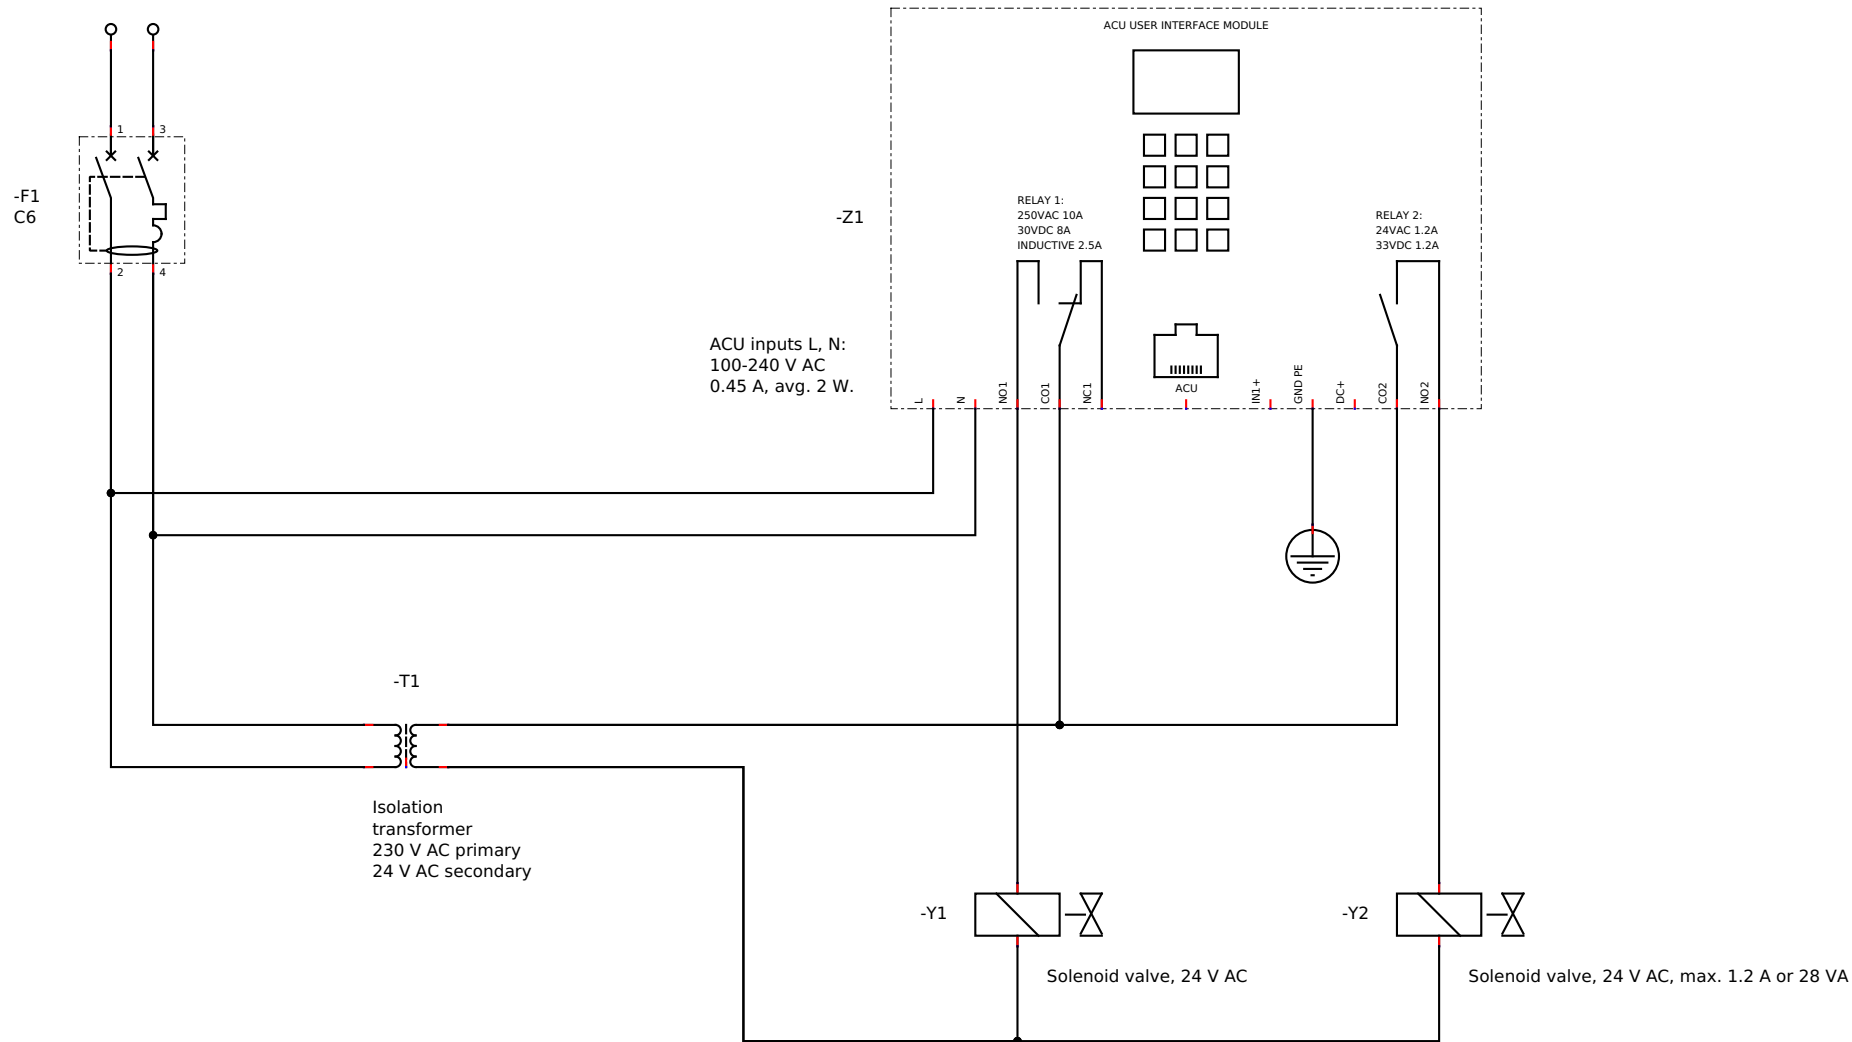 ACU USER INTERFACE MODULE
1
3
-F1
C6
2
4
-Z1
RELAY 1:
250VAC 10A
30VDC 8A
INDUCTIVE 2.5A
RELAY 2:
24VAC 1.2A
33VDC 1.2A
ACU inputs L, N:
100-240 V AC
0.45 A, avg. 2 W.
L
N
NO1
CO1
NC1
ACU
IN1+
GND PE
DC+
CO2
NO2
-T1
Isolation
transformer
230 V AC primary
24 V AC secondary
-Y1
Solenoid valve, 24 V AC
-Y2
Solenoid valve, 24 V AC, max. 1.2 A or 28 VA